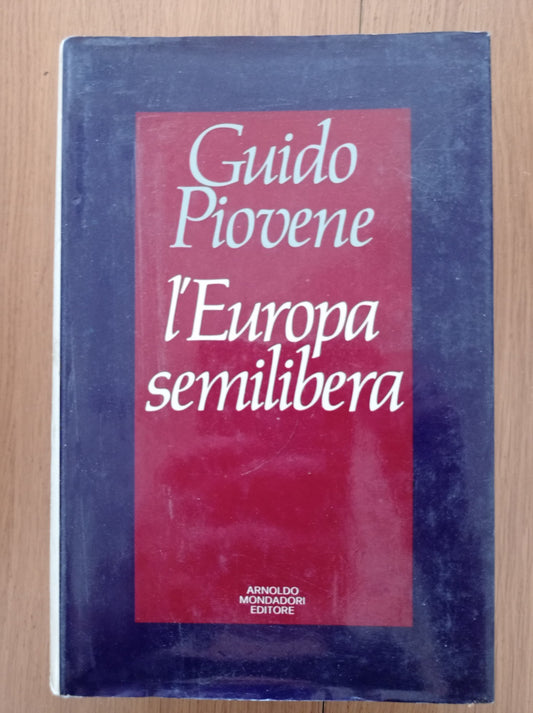 Guido
Piovene
l'Europa
semilibera
ARNOLDO
MONDADORI
EDITORE